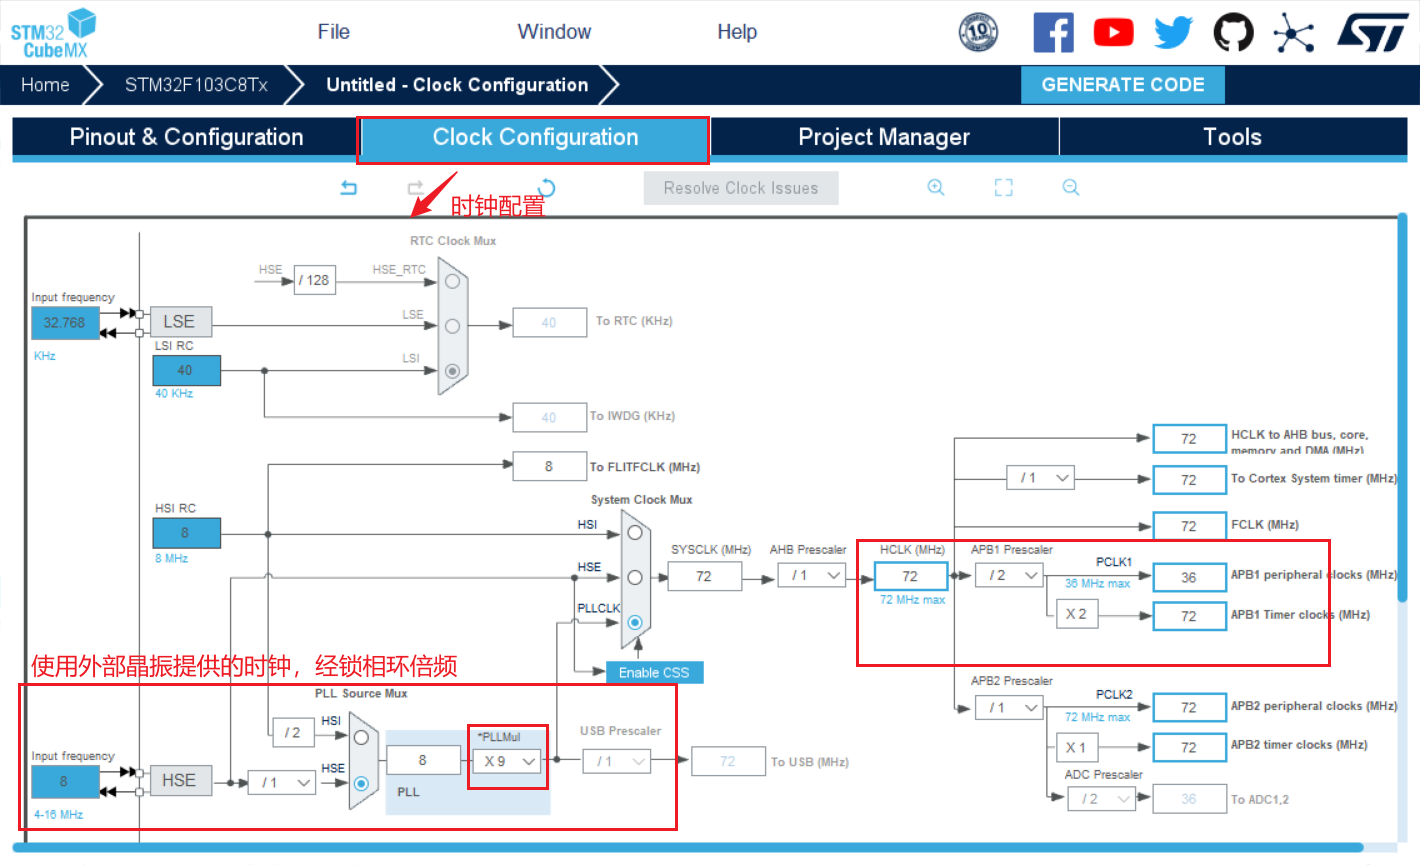 STM32
CubeMX
File
Window
Help
10 YEARS
Home
STM32F103C8Tx
Untitled - Clock Configuration
GENERATE CODE
Pinout & Configuration
Clock Configuration
Project Manager
Tools
Resolve Clock Issues
时钟配置
RTC Clock Mux
HSE
/ 128
HSE_RTC
Input frequency
32.768
KHz
LSE
LSE
40
To RTC (KHz)
LSI RC
40
40 KHz
LSI
40
To IWDG (KHz)
8
To FLITFCLK (MHz)
System Clock Mux
HSI RC
8
8 MHz
HSI
HSE
PLLCLK
SYSCLK (MHz)
72
AHB Prescaler
/ 1
HCLK (MHz)
72
72 MHz max
72
HCLK to AHB bus, core,
memory and DMA (MHz)
/ 1
72
To Cortex System timer (MHz)
72
FCLK (MHz)
APB1 Prescaler
/ 2
PCLK1
36 MHz max
36
APB1 peripheral clocks (MHz)
X 2
72
APB1 Timer clocks (MHz)
Enable CSS
使用外部晶振提供的时钟，经锁相环倍频
PLL Source Mux
/ 2
HSI
Input frequency
8
4-16 MHz
HSE
/ 1
HSE
8
PLL
*PLLMul
X 9
USB Prescaler
/ 1
72
To USB (MHz)
APB2 Prescaler
/ 1
PCLK2
72 MHz max
72
APB2 peripheral clocks (MHz)
X 1
72
APB2 timer clocks (MHz)
ADC Prescaler
/ 2
36
To ADC1,2